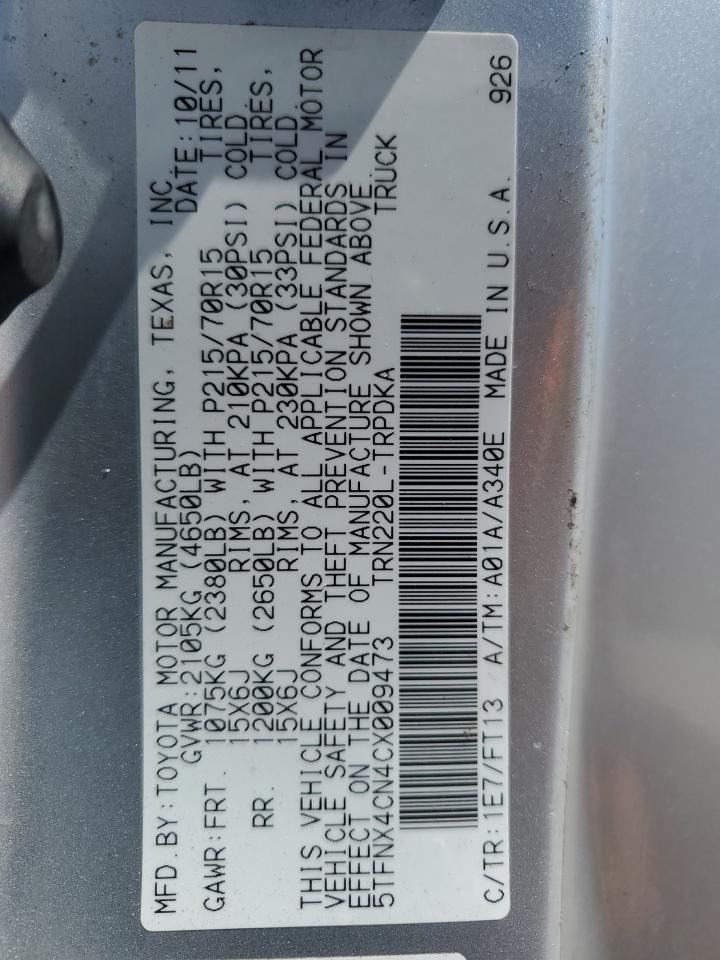 MFD. BY: TOYOTA MOTOR MANUFACTURING, TEXAS, INC.
GVWR: 2105KG (4650LB) DATE: 10/11
GAWR: FRT. 1075KG (2380LB) WITH P215/70R15 TIRES,
15X6J RIMS, AT 210KPA (30PSI) COLD
RR. 1200KG (2650LB) WITH P215/70R15 TIRES,
15X6J RIMS, AT 230KPA (33PSI) COLD
THIS VEHICLE CONFORMS TO ALL APPLICABLE FEDERAL MOTOR
VEHICLE SAFETY AND THEFT PREVENTION STANDARDS IN
EFFECT ON THE DATE OF MANUFACTURE SHOWN ABOVE.
5TFNX4CN4CX009473 TRN220L-TRPDKA TRUCK
C/TR: 1E7/FT13 A/TM: A01A/A340E MADE IN U.S.A. 926